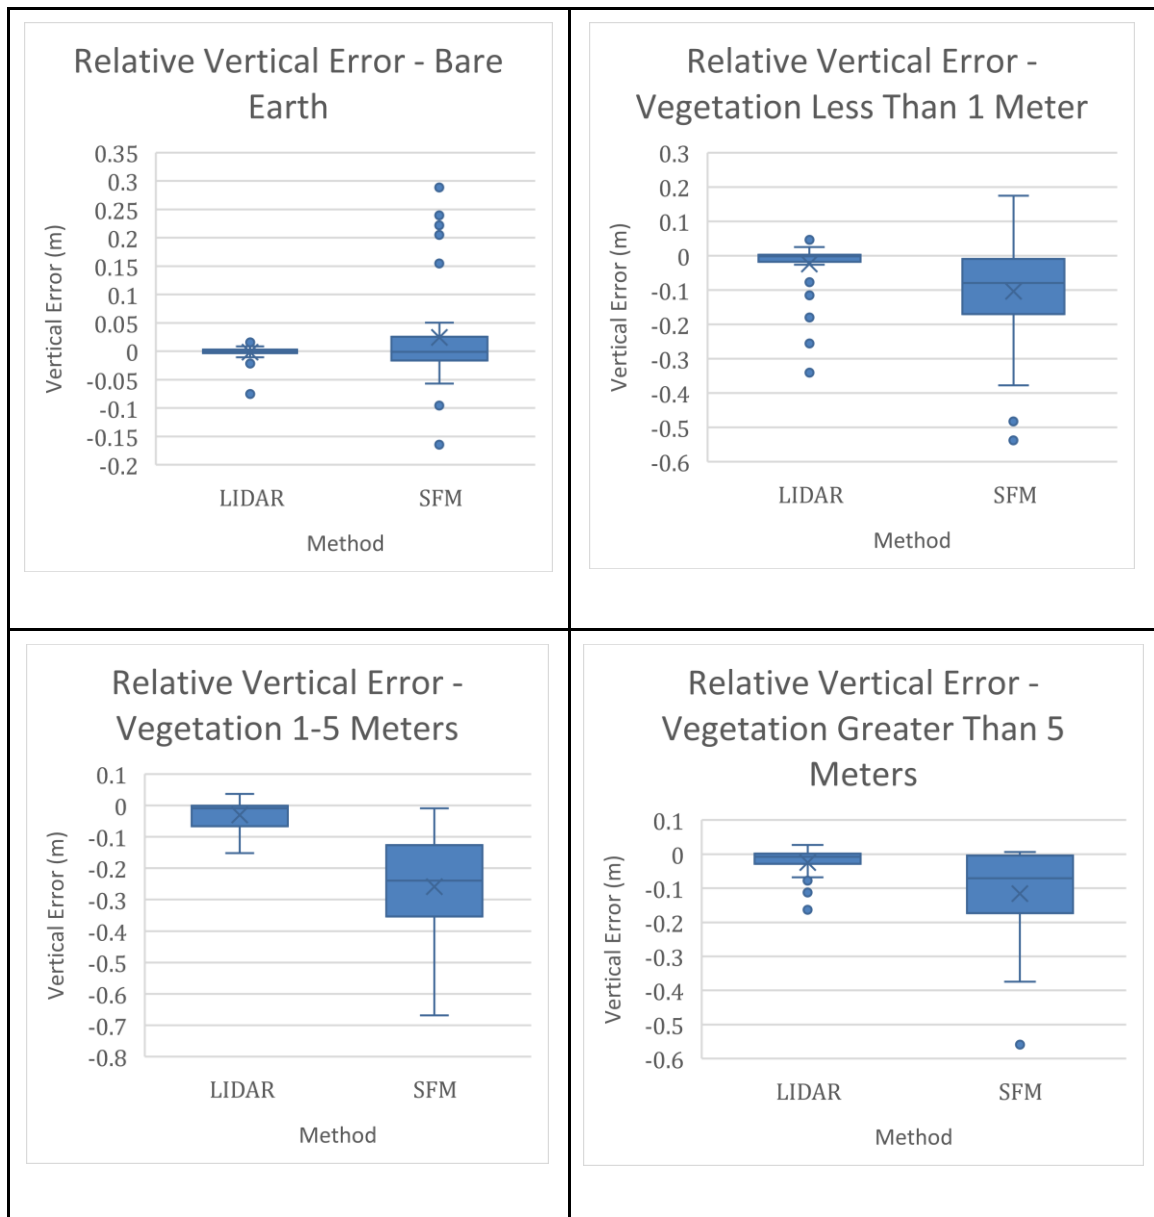 Relative Vertical Error - Bare
Earth
0.35
0.3
0.25
0.2
0.15
0.1
0.05
0
-0.05
-0.1
-0.15
-0.2
Vertical Error (m)
LIDAR
SFM
Method
Relative Vertical Error -
Vegetation Less Than 1 Meter
0.3
0.2
0.1
0
-0.1
-0.2
-0.3
-0.4
-0.5
-0.6
Vertical Error (m)
LIDAR
SFM
Method
Relative Vertical Error -
Vegetation 1-5 Meters
0.1
0
-0.1
-0.2
-0.3
-0.4
-0.5
-0.6
-0.7
-0.8
Vertical Error (m)
LIDAR
SFM
Method
Relative Vertical Error -
Vegetation Greater Than 5
Meters
0.1
0
-0.1
-0.2
-0.3
-0.4
-0.5
-0.6
Vertical Error (m)
LIDAR
SFM
Method